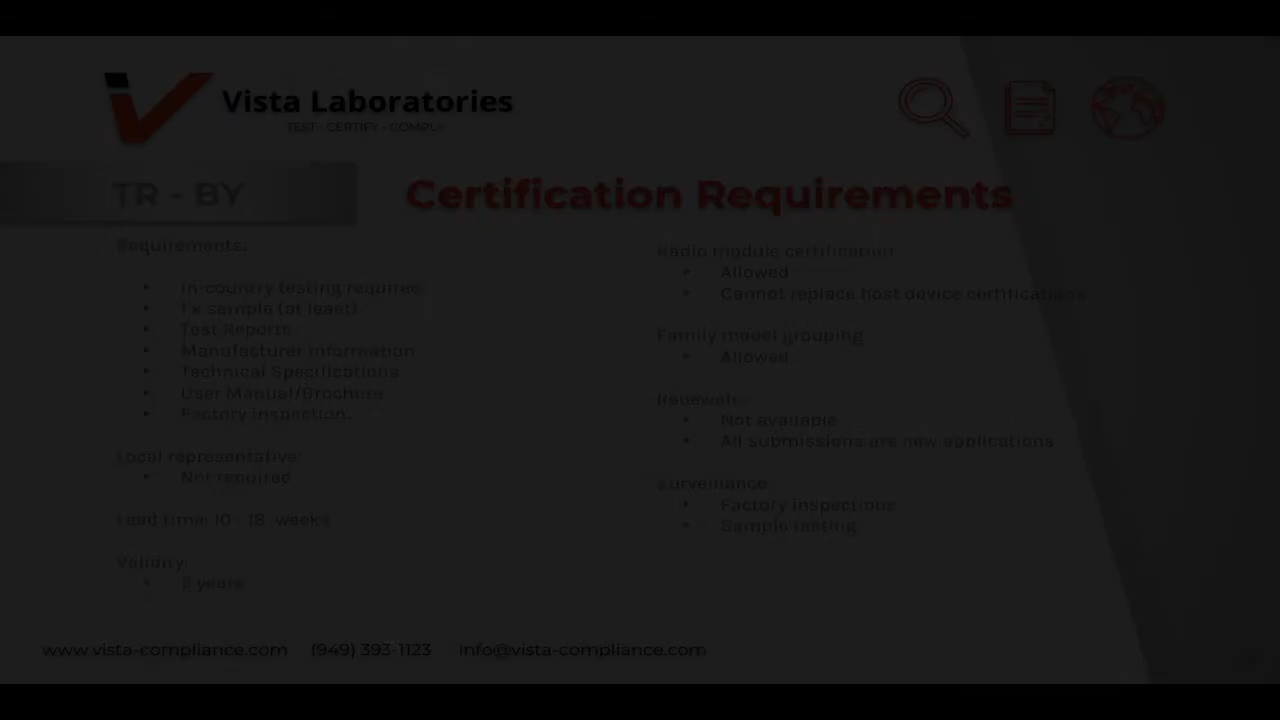 Vista Laboratories
TEST - CERTIFY - COMPLY
TR - BY
Certification Requirements
Requirements:
• In-country testing required
• 1 x sample (at least)
• Test Reports
• Manufacturer information
• Technical Specifications
• User Manual/Brochure
• Factory inspection.
Local representative:
• Not required
Lead time: 10 - 18 weeks
Validity:
• years
Radio module certification
• Allowed
• Cannot replace host device certifications
Family model grouping
• Allowed
Renewals:
• Not available
• All submissions are new applications
Surveillance
• Factory inspections
• Sample testing
www.vista-compliance.com (949) 393-1123 Info@vista-compliance.com